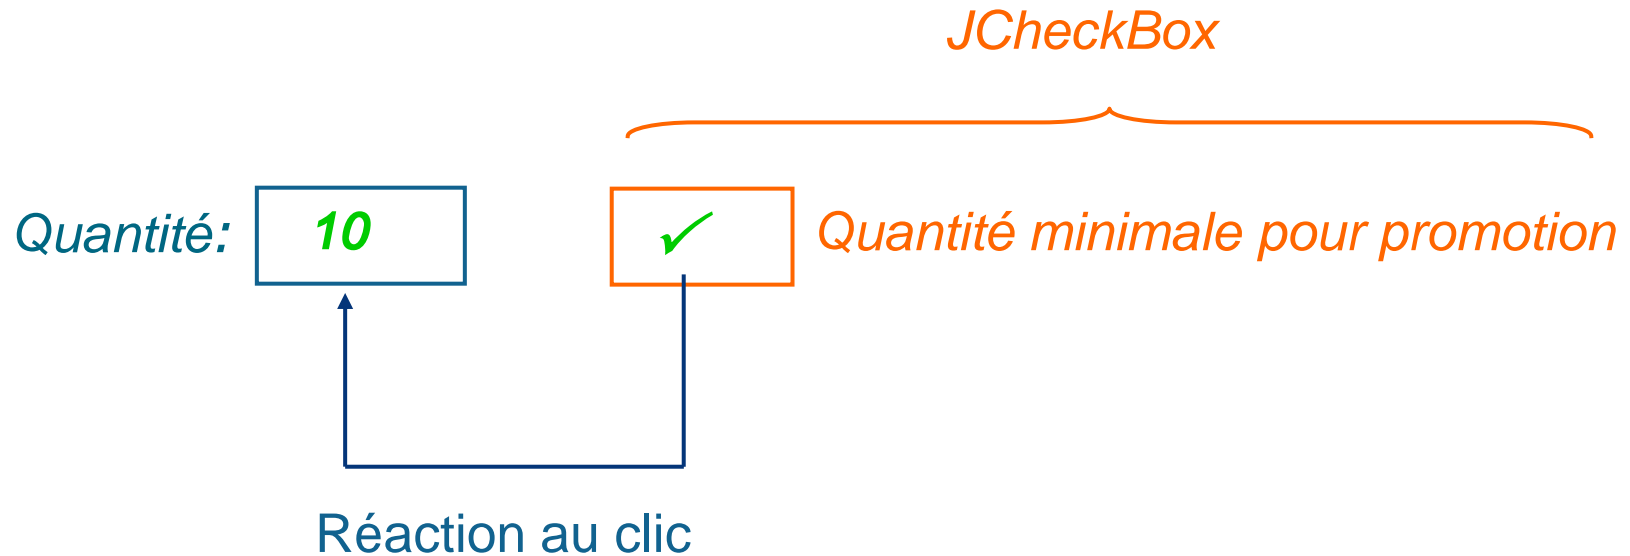 JCheckBox
Quantité: 10 ✓ Quantité minimale pour promotion
Réaction au clic